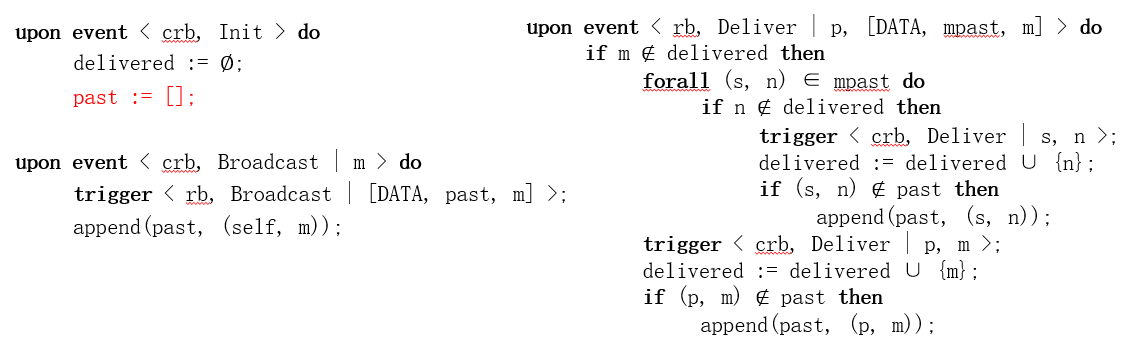 upon event < crb, Init > do
delivered := Ø;
past := [];
upon event < crb, Broadcast | m > do
trigger < rb, Broadcast | [DATA, past, m] >;
append(past, (self, m));
upon event < rb, Deliver | p, [DATA, mpast, m] > do
if m ∉ delivered then
forall (s, n) ∈ mpast do
if n ∉ delivered then
trigger < crb, Deliver | s, n >;
delivered := delivered ∪ {n};
if (s, n) ∉ past then
append(past, (s, n));
trigger < crb, Deliver | p, m >;
delivered := delivered ∪ {m};
if (p, m) ∉ past then
append(past, (p, m));